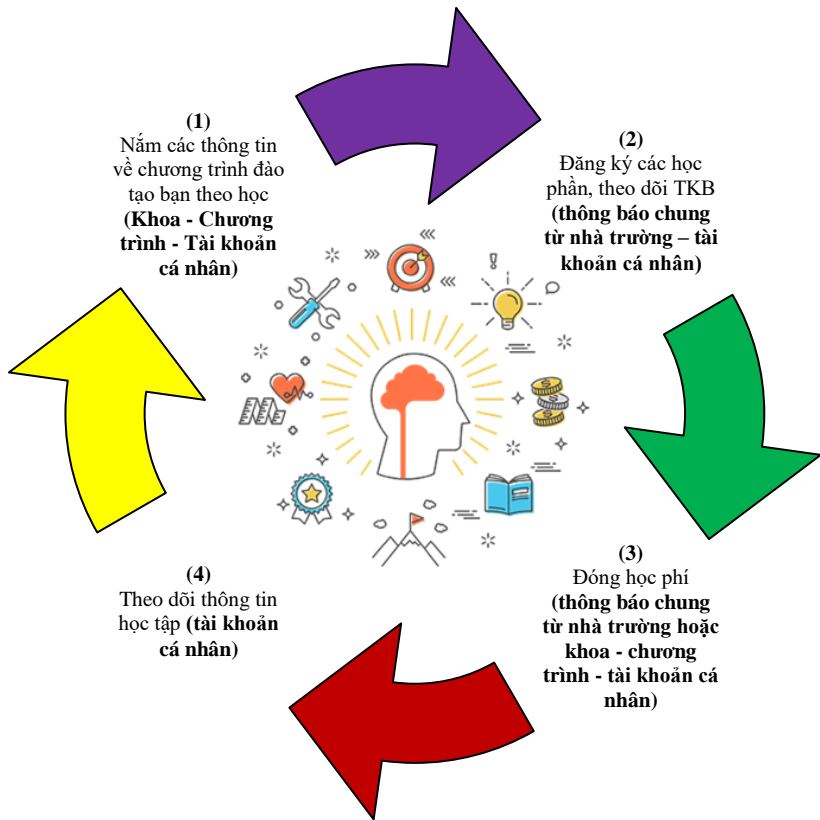 (1)
Nắm các thông tin
về chương trình đào
tạo bạn theo học
(Khoa - Chương
trình - Tài khoản
cá nhân)
(2)
Đăng ký các học
phần, theo dõi TKB
(thông báo chung
từ nhà trường – tài
khoản cá nhân)
(3)
Đóng học phí
(thông báo chung
từ nhà trường hoặc
khoa - chương
trình - tài khoản cá
nhân)
(4)
Theo dõi thông tin
học tập (tài khoản
cá nhân)